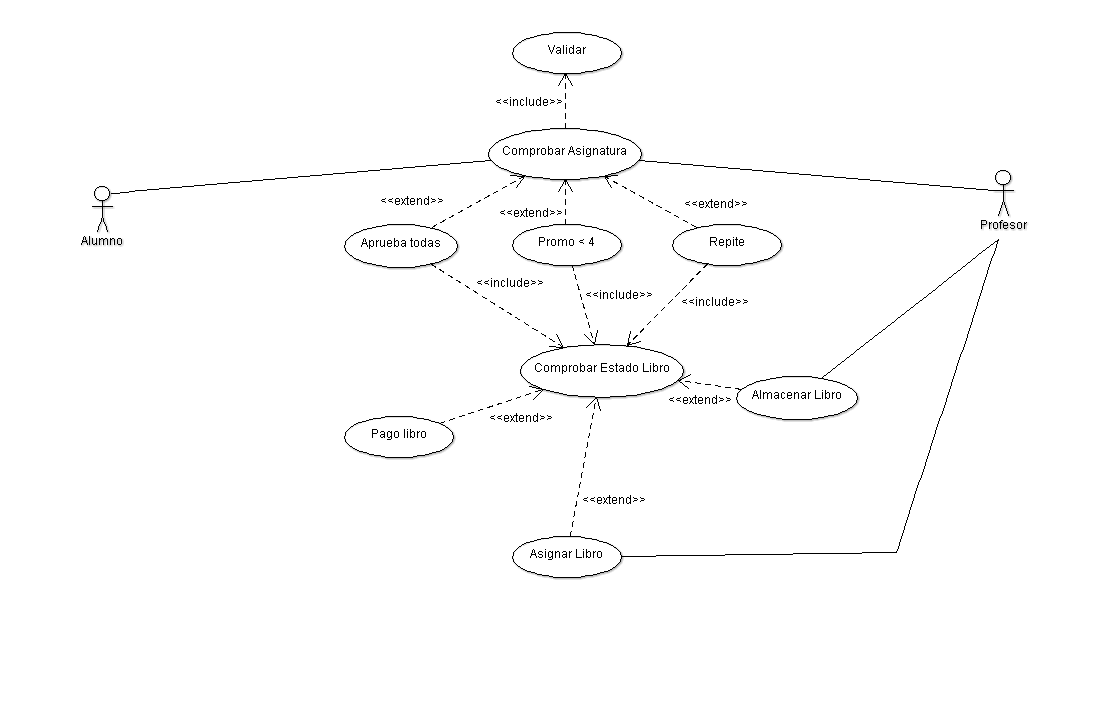 Validar
<<include>>
Comprobar Asignatura
<<extend>>
<<extend>>
<<extend>>
Alumno
Profesor
Aprueba todas
Promo < 4
Repite
<<include>>
<<include>>
<<include>>
Comprobar Estado Libro
Almacenar Libro
<<extend>>
<<extend>>
Pago libro
<<extend>>
Asignar Libro